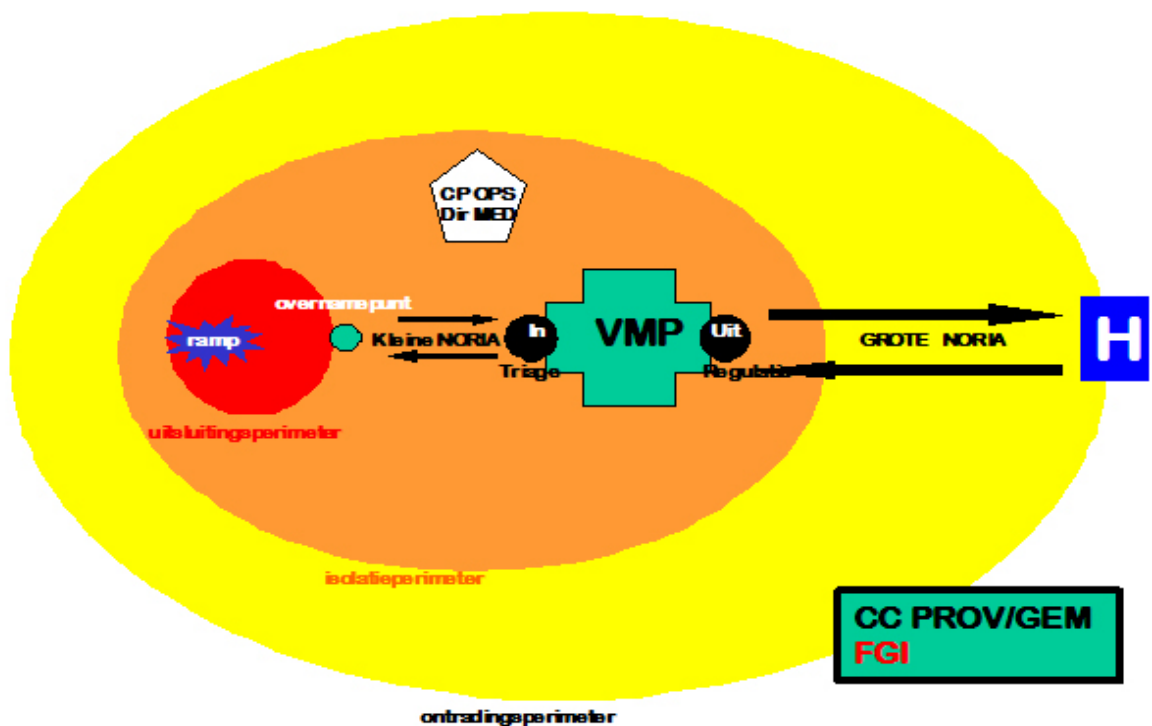 CP OPS
Dir MED
overnamepunt
ramp
Kleine NORIA
In
Triage
VMP
Uit
Regulatie
GROTE NORIA
H
uitsluitingsperimeter
isolatieperimeter
CC PROV/GEM
FGI
ontradingsperimeter